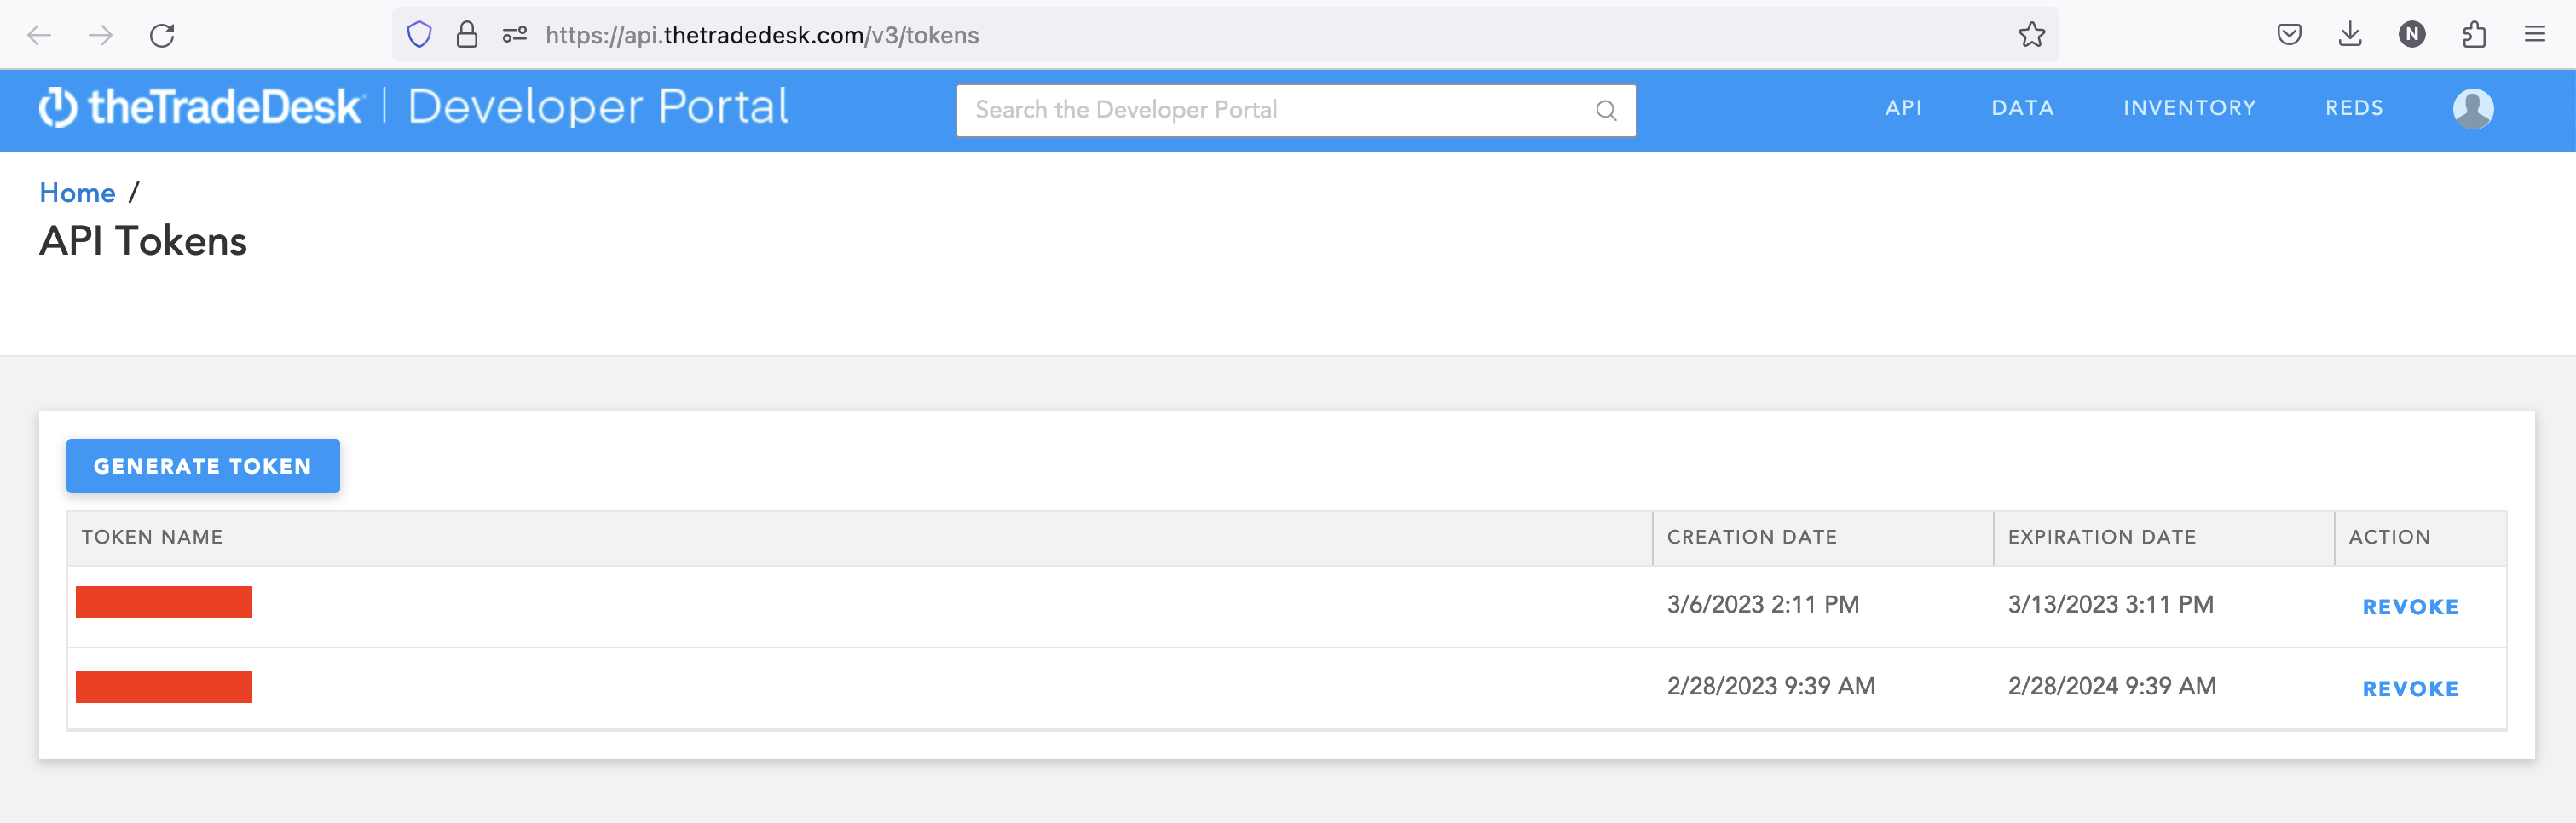 https://api.thetradedesk.com/v3/tokens
N
theTradeDesk | Developer Portal
Search the Developer Portal
API DATA INVENTORY REDS
Home /
API Tokens
GENERATE TOKEN
TOKEN NAME CREATION DATE EXPIRATION DATE ACTION
3/6/2023 2:11 PM 3/13/2023 3:11 PM REVOKE
2/28/2023 9:39 AM 2/28/2024 9:39 AM REVOKE